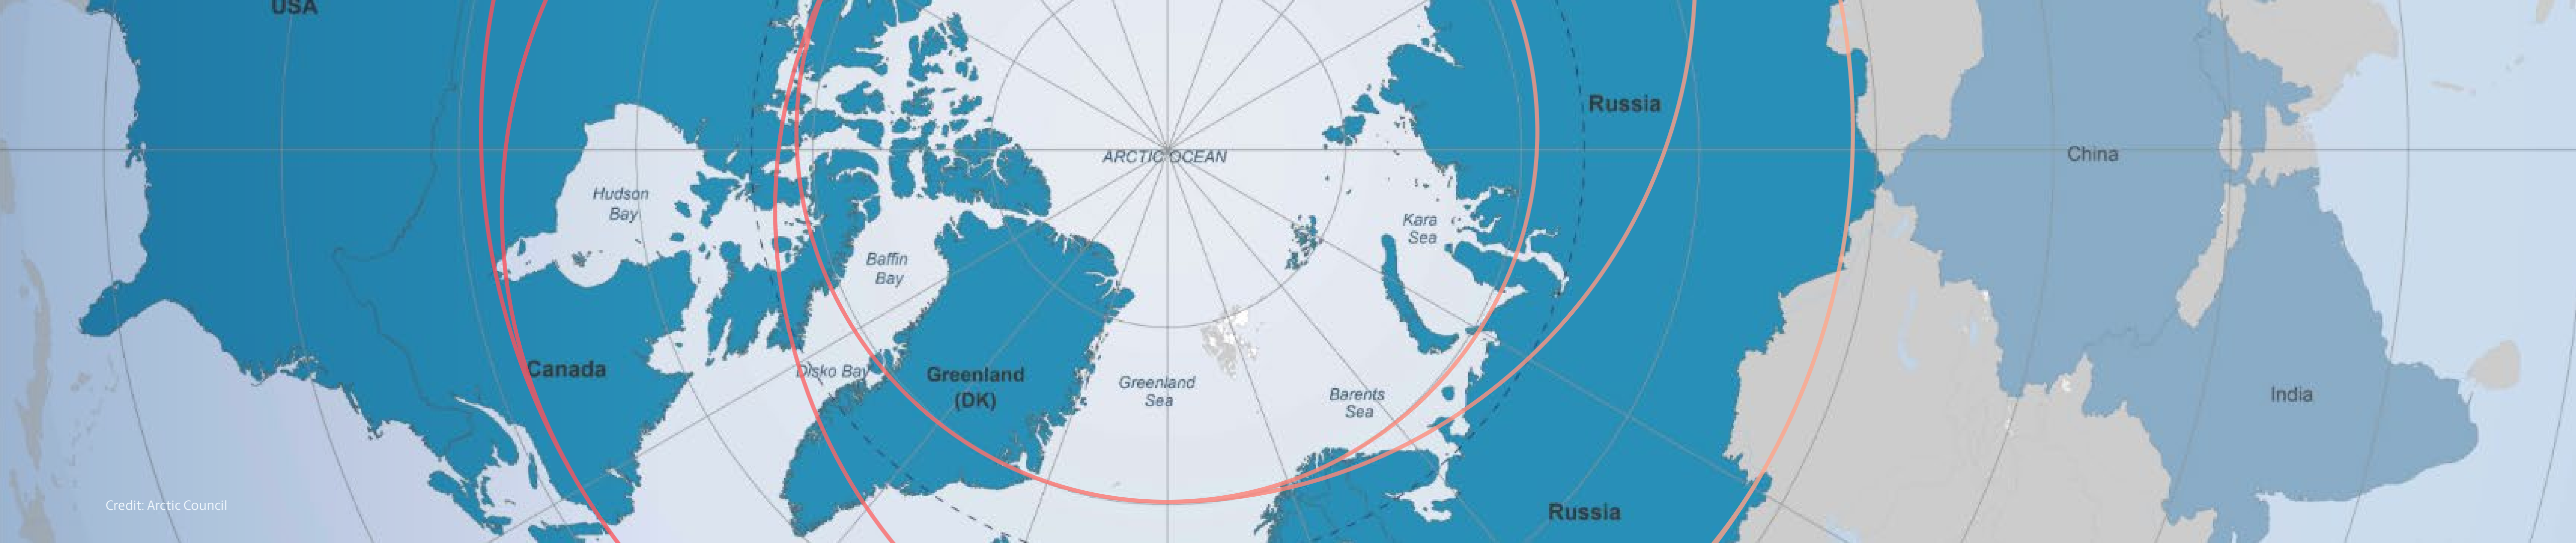 USA
Russia
ARCTIC OCEAN
China
Hudson
Bay
Kara
Sea
Baffin
Bay
Canada
Disko Bay
Greenland
(DK)
Greenland
Sea
Barents
Sea
India
Credit: Arctic Council
Russia